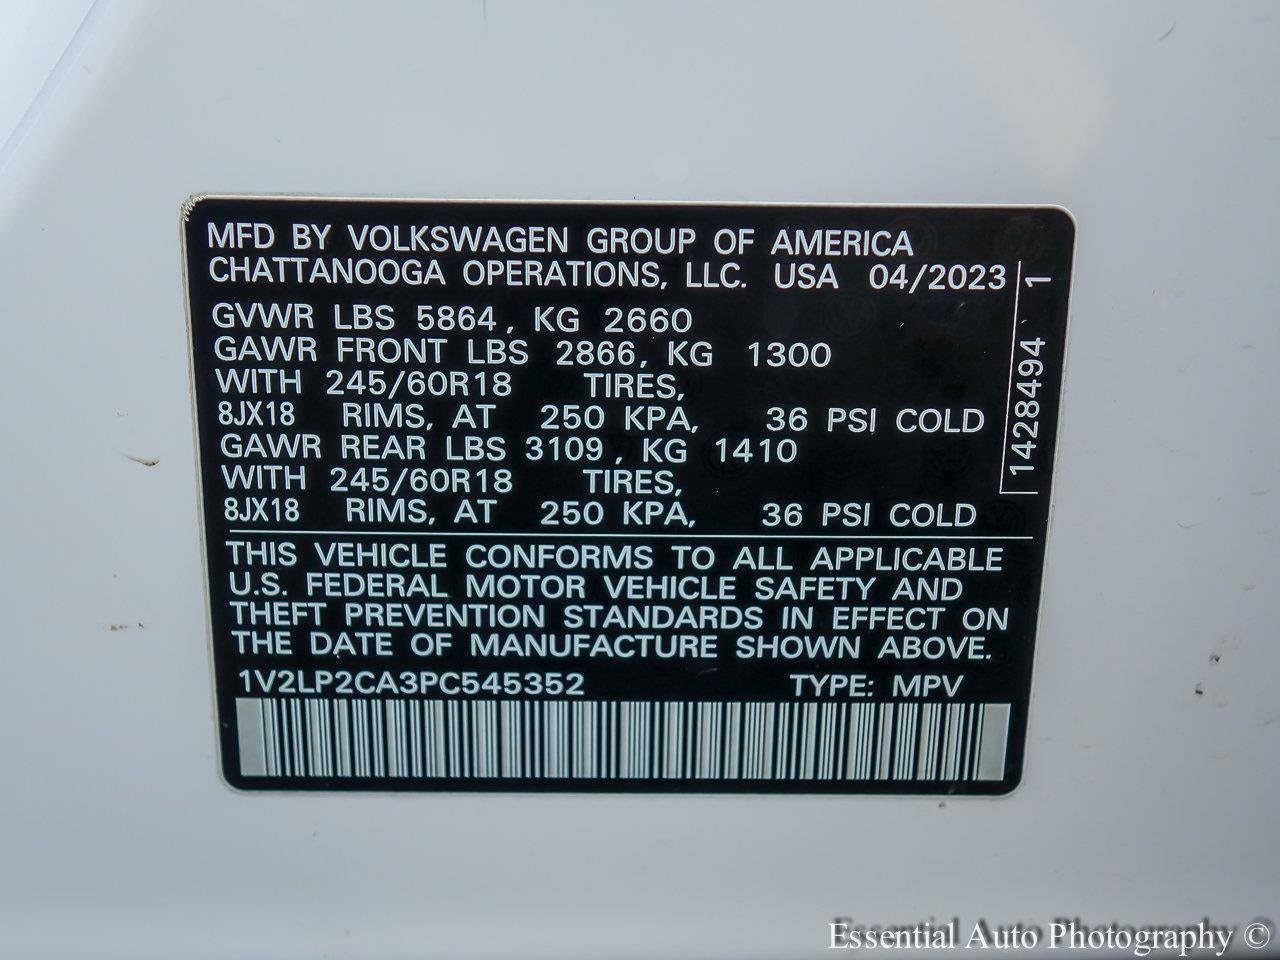 MFD BY VOLKSWAGEN GROUP OF AMERICA
CHATTANOOGA OPERATIONS, LLC. USA 04/2023
GVWR LBS 5864, KG 2660
GAWR FRONT LBS 2866, KG 1300
WITH 245/60R18 TIRES,
8JX18 RIMS, AT 250 KPA, 36 PSI COLD
GAWR REAR LBS 3109, KG 1410
WITH 245/60R18 TIRES,
8JX18 RIMS, AT 250 KPA, 36 PSI COLD
1428494 1
THIS VEHICLE CONFORMS TO ALL APPLICABLE
U.S. FEDERAL MOTOR VEHICLE SAFETY AND
THEFT PREVENTION STANDARDS IN EFFECT ON
THE DATE OF MANUFACTURE SHOWN ABOVE.
1V2LP2CA3PC545352 TYPE: MPV
Essential Auto Photography ©